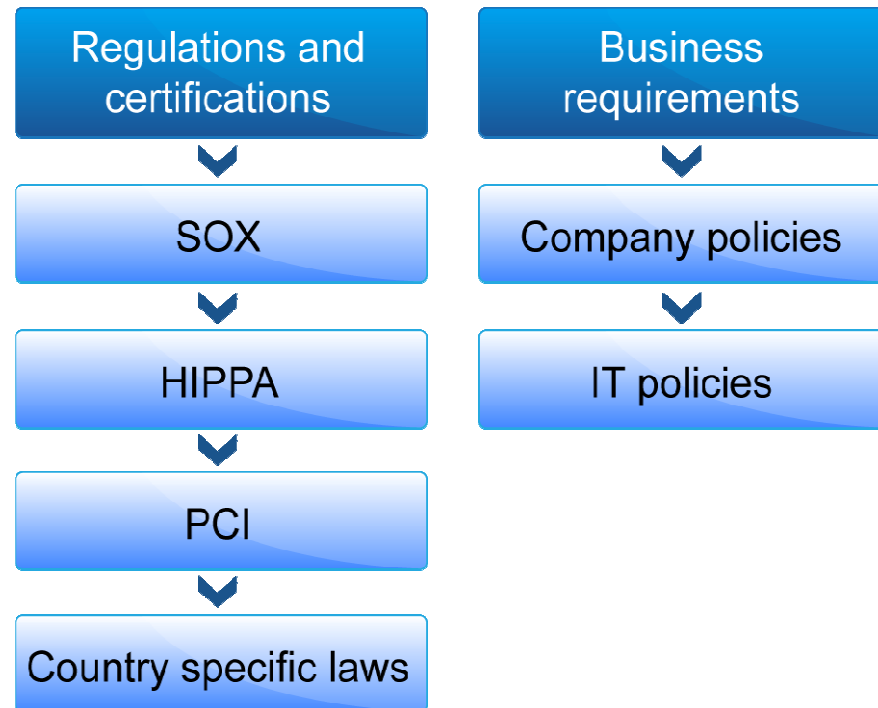 Regulations and
certifications
SOX
HIPPA
PCI
Country specific laws
Business
requirements
Company policies
IT policies